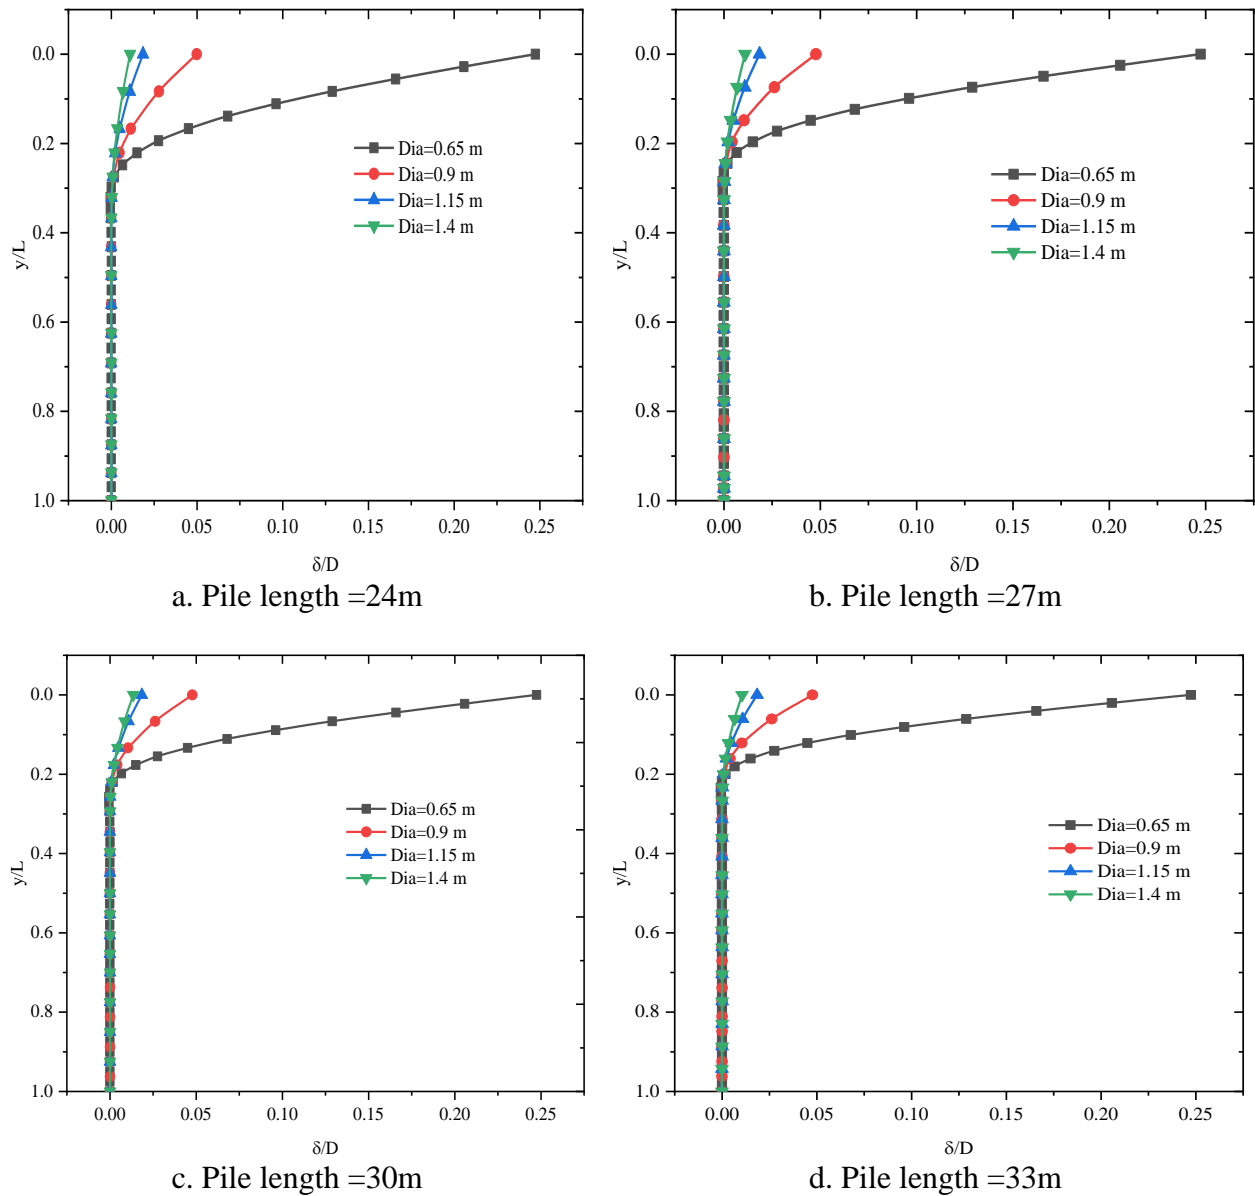 0.0
0.2
0.4
0.6
0.8
1.0
y/L
0.00 0.05 0.10 0.15 0.20 0.25
δ/D
Dia=0.65 m
Dia=0.9 m
Dia=1.15 m
Dia=1.4 m
a. Pile length =24m
0.0
0.2
0.4
0.6
0.8
1.0
y/L
0.00 0.05 0.10 0.15 0.20 0.25
δ/D
Dia=0.65 m
Dia=0.9 m
Dia=1.15 m
Dia=1.4 m
b. Pile length =27m
0.0
0.2
0.4
0.6
0.8
1.0
y/L
0.00 0.05 0.10 0.15 0.20 0.25
δ/D
Dia=0.65 m
Dia=0.9 m
Dia=1.15 m
Dia=1.4 m
c. Pile length =30m
0.0
0.2
0.4
0.6
0.8
1.0
y/L
0.00 0.05 0.10 0.15 0.20 0.25
δ/D
Dia=0.65 m
Dia=0.9 m
Dia=1.15 m
Dia=1.4 m
d. Pile length =33m